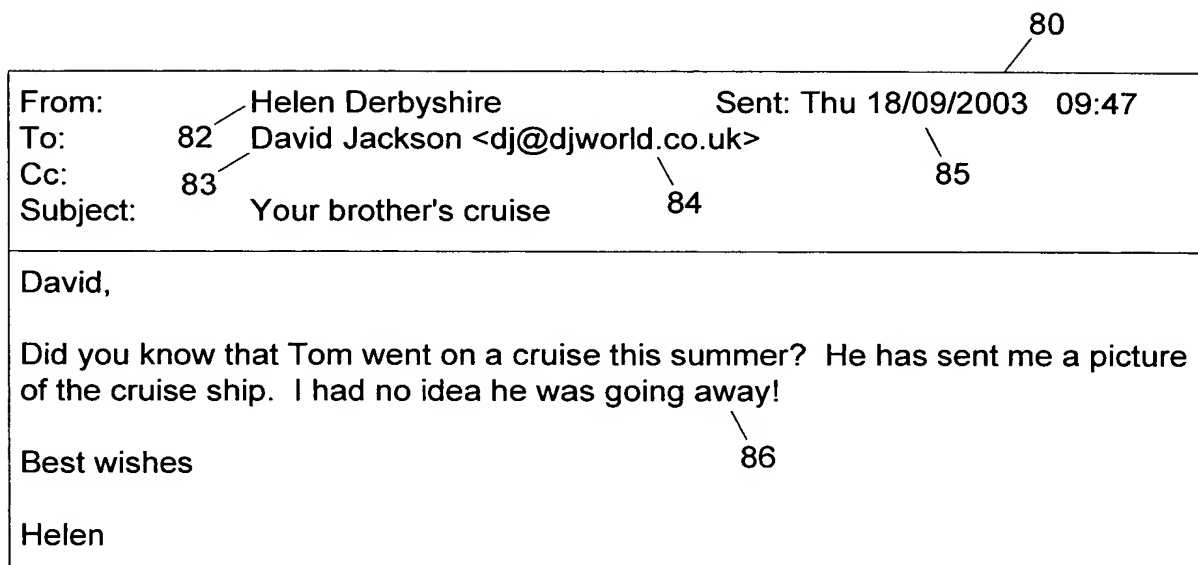 80
From: Helen Derbyshire Sent: Thu 18/09/2003 09:47
To: 82 David Jackson <dj@djworld.co.uk>
Cc: 83 85
Subject: Your brother's cruise 84
David,
Did you know that Tom went on a cruise this summer? He has sent me a picture
of the cruise ship. I had no idea he was going away!
Best wishes 86
Helen